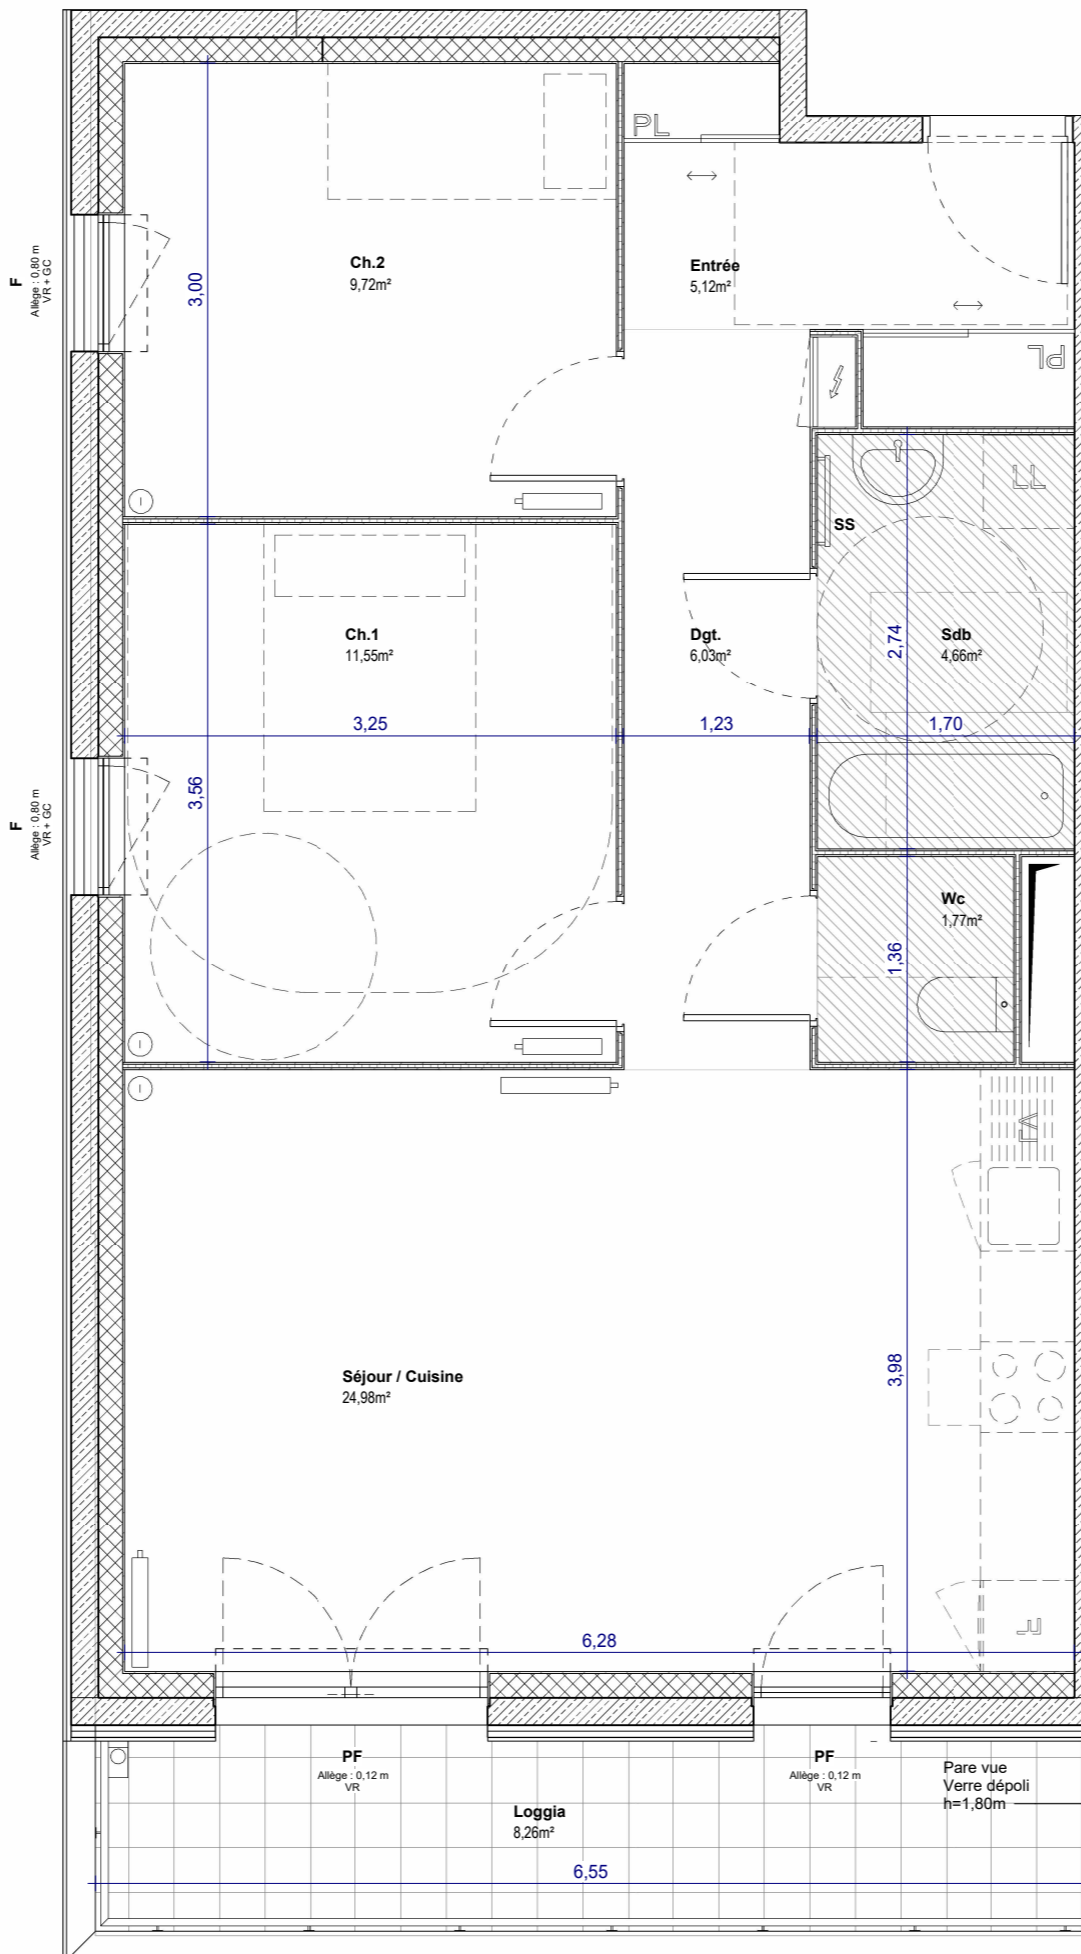 PL
F
Allège : 0,80 m
VR + GC
3,00
Ch.2
9,72m²
Entrée
5,12m²
PL
LL
SS
Ch.1
11,55m²
Dgt.
6,03m²
2,74
Sdb
4,66m²
3,25
1,23
1,70
F
Allège : 0,80 m
VR + GC
3,56
Wc
1,77m²
1,36
LV
Séjour / Cuisine
24,98m²
3,98
F
6,28
PF
Allège : 0,12 m
VR
PF
Allège : 0,12 m
VR
Pare vue
Verre dépoli
h=1,80m
Loggia
8,26m²
6,55